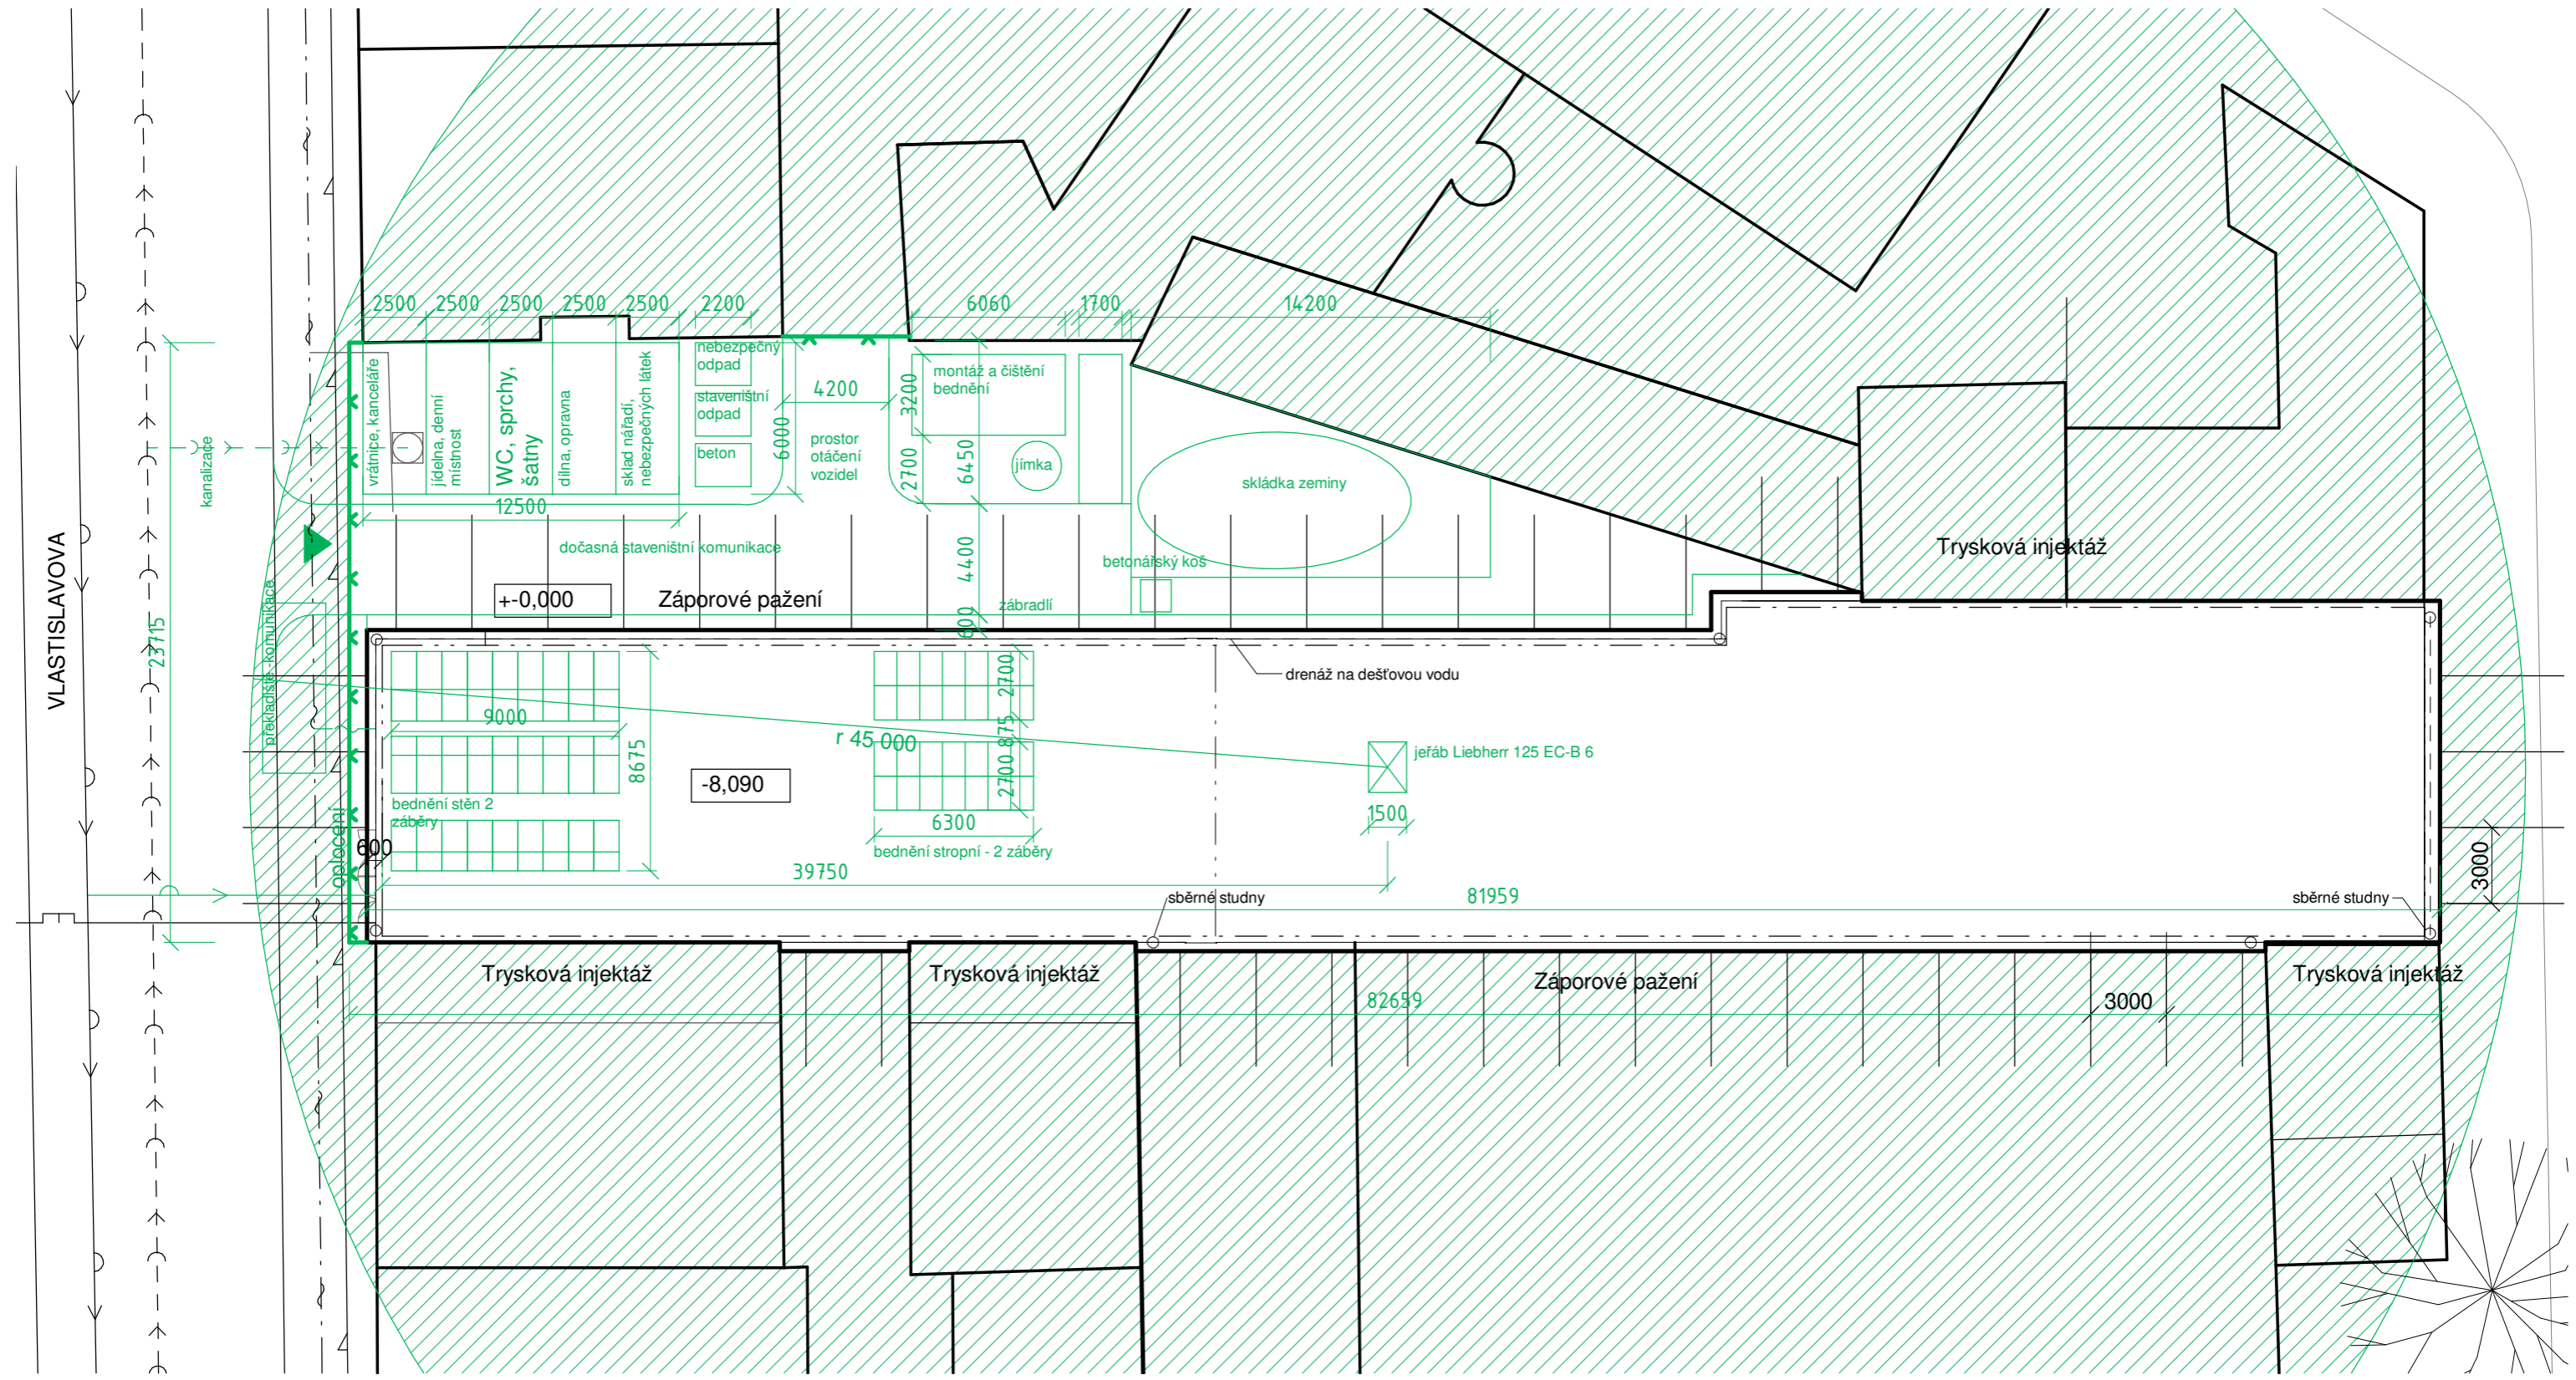 2500
2500
2500
2500
2500
2200
6060
1700
14200
vrátnice, kanceláře
jídelna, denní
místnost
WC, sprchy,
šatny
dílna, opravna
sklad nářadí,
nebezpečných látek
nebezpečný
odpad
staveništní
odpad
beton
6000
4200
prostor
otáčení
vozidel
3200
2700
montáž a čištění
bednění
6450
jímka
skládka zeminy
kanalizace
12500
dočasná staveništní komunikace
4400
betonářský koš
Trysková injektáž
VLASTISLAVOVA
23715
překladiště -komunikace
+-0,000
Záporové pažení
600
zábradlí
drenáž na dešťovou vodu
9000
8675
r 45 000
2700
875
2700
jeřáb Liebherr 125 EC-B 6
-8,090
bednění stěn 2
záběry
1500
6300
bednění stropní - 2 záběry
oplocení
600
39750
3000
81959
sběrné studny
sběrné studny
Trysková injektáž
Trysková injektáž
Záporové pažení
Trysková injektáž
82659
3000